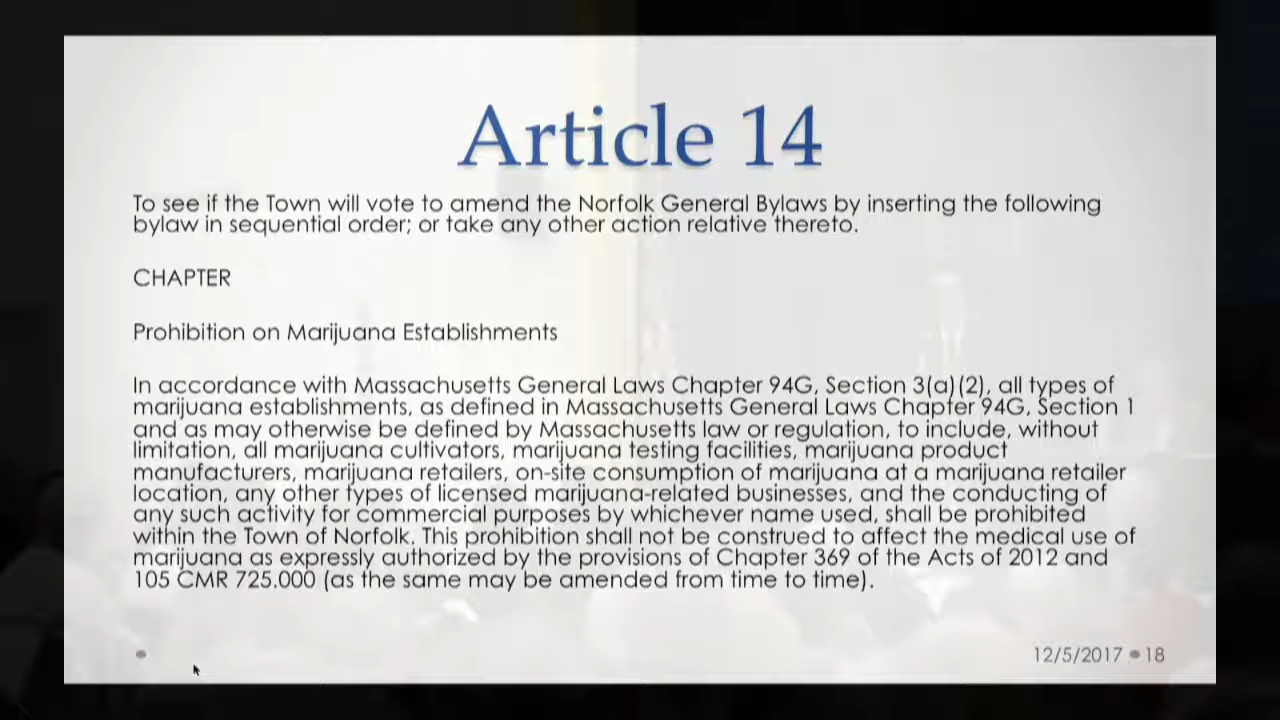 Article 14
To see if the Town will vote to amend the Norfolk General Bylaws by inserting the following
bylaw in sequential order; or take any other action relative thereto.
CHAPTER
Prohibition on Marijuana Establishments
In accordance with Massachusetts General Laws Chapter 94G, Section 3(a)(2), all types of
marijuana establishments, as defined in Massachusetts General Laws Chapter 94G, Section 1
and as may otherwise be defined by Massachusetts law or regulation, to include, without
limitation, all marijuana cultivators, marijuana testing facilities, marijuana product
manufacturers, marijuana retailers, on-site consumption of marijuana at a marijuana retailer
location, any other types of licensed marijuana-related businesses, and the conducting of
any such activity for commercial purposes by whichever name used, shall be prohibited
within the Town of Norfolk. This prohibition shall not be construed to affect the medical use of
marijuana as expressly authorized by the provisions of Chapter 369 of the Acts of 2012 and
105 CMR 725.000 (as the same may be amended from time to time).
12/5/2017 • 18